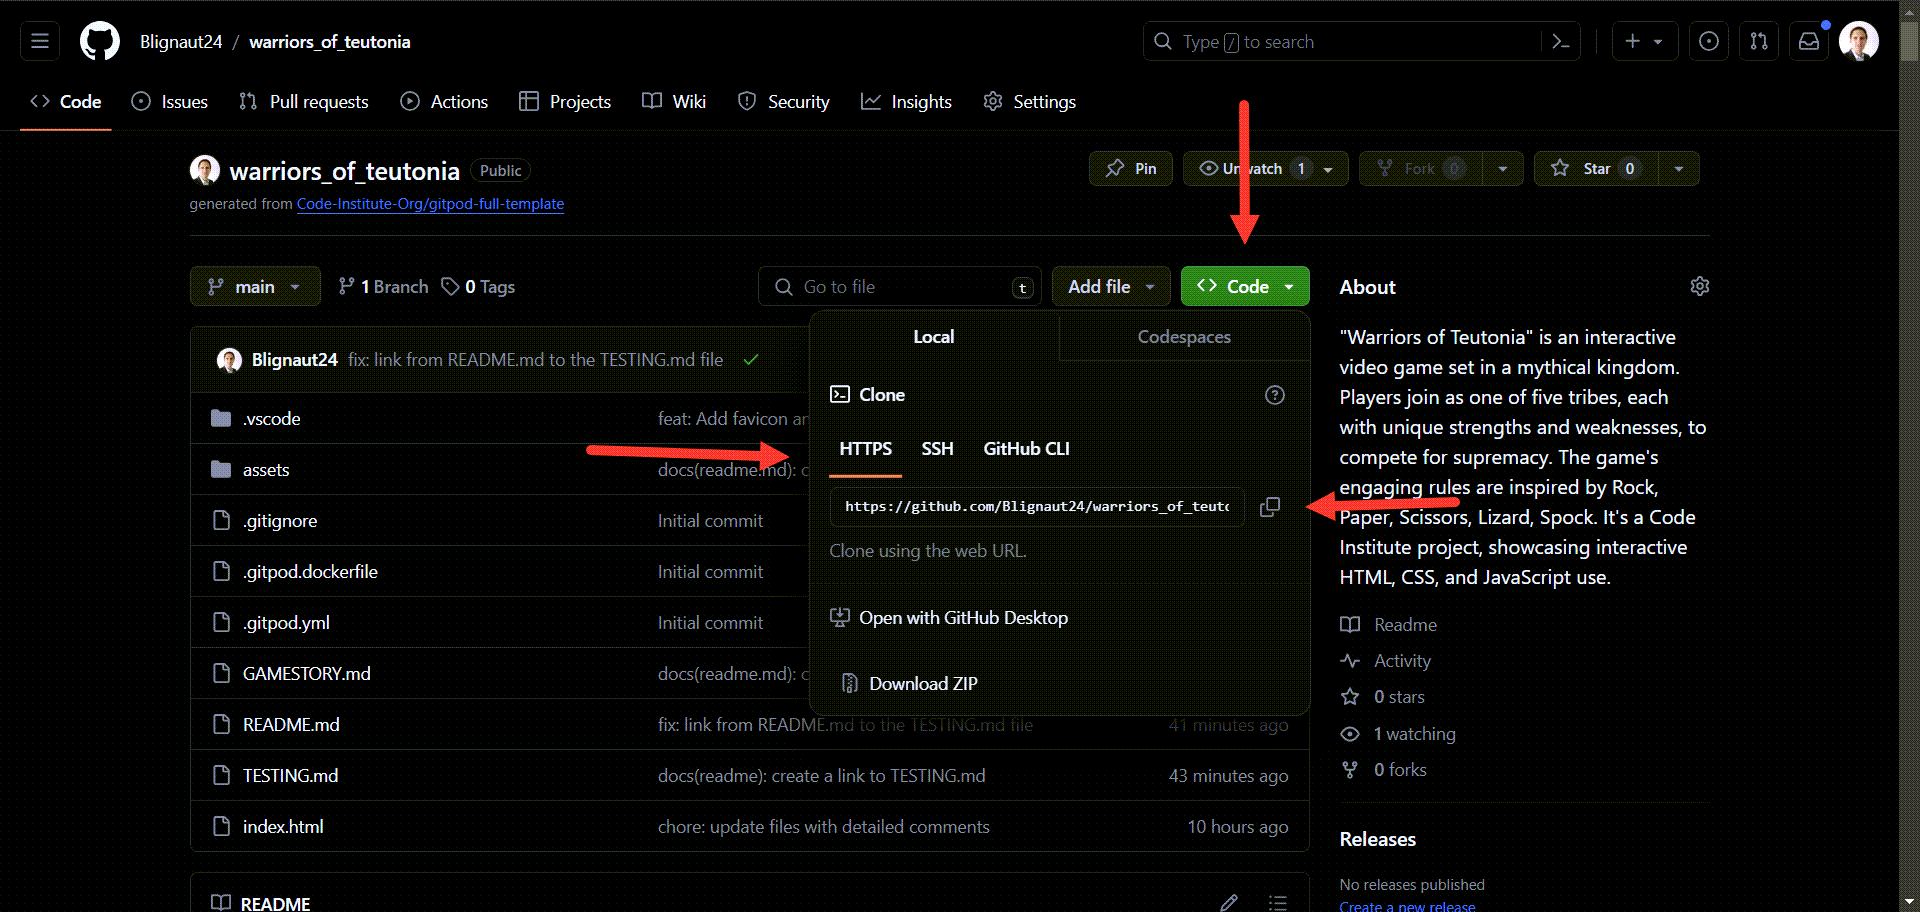 Blignaut24 / warriors_of_teutonia
Type / to search
Code Issues Pull requests Actions Projects Wiki Security Insights Settings
warriors_of_teutonia Public
Pin Unwatch 1 Fork 0 Star 0
generated from Code-Institute-Org/gitpod-full-template
main 1 Branch 0 Tags
Go to file t Add file Code
Local Codespaces
Clone
HTTPS SSH GitHub CLI
https://github.com/Blignaut24/warriors_of_teuto
Clone using the web URL.
Open with GitHub Desktop
Download ZIP
Blignaut24 fix: link from README.md to the TESTING.md file
.vscode feat: Add favicon an
assets docs(readme.md): c
.gitignore Initial commit
.gitpod.dockerfile Initial commit
.gitpod.yml Initial commit
GAMESTORY.md docs(readme.md): c
README.md fix: link from README.md to the TESTING.md file 41 minutes ago
TESTING.md docs(readme): create a link to TESTING.md 43 minutes ago
index.html chore: update files with detailed comments 10 hours ago
README
About
"Warriors of Teutonia" is an interactive
video game set in a mythical kingdom.
Players join as one of five tribes, each
with unique strengths and weaknesses, to
compete for supremacy. The game's
engaging rules are inspired by Rock,
Paper, Scissors, Lizard, Spock. It's a Code
Institute project, showcasing interactive
HTML, CSS, and JavaScript use.
Readme
Activity
0 stars
1 watching
0 forks
Releases
No releases published
Create a new release